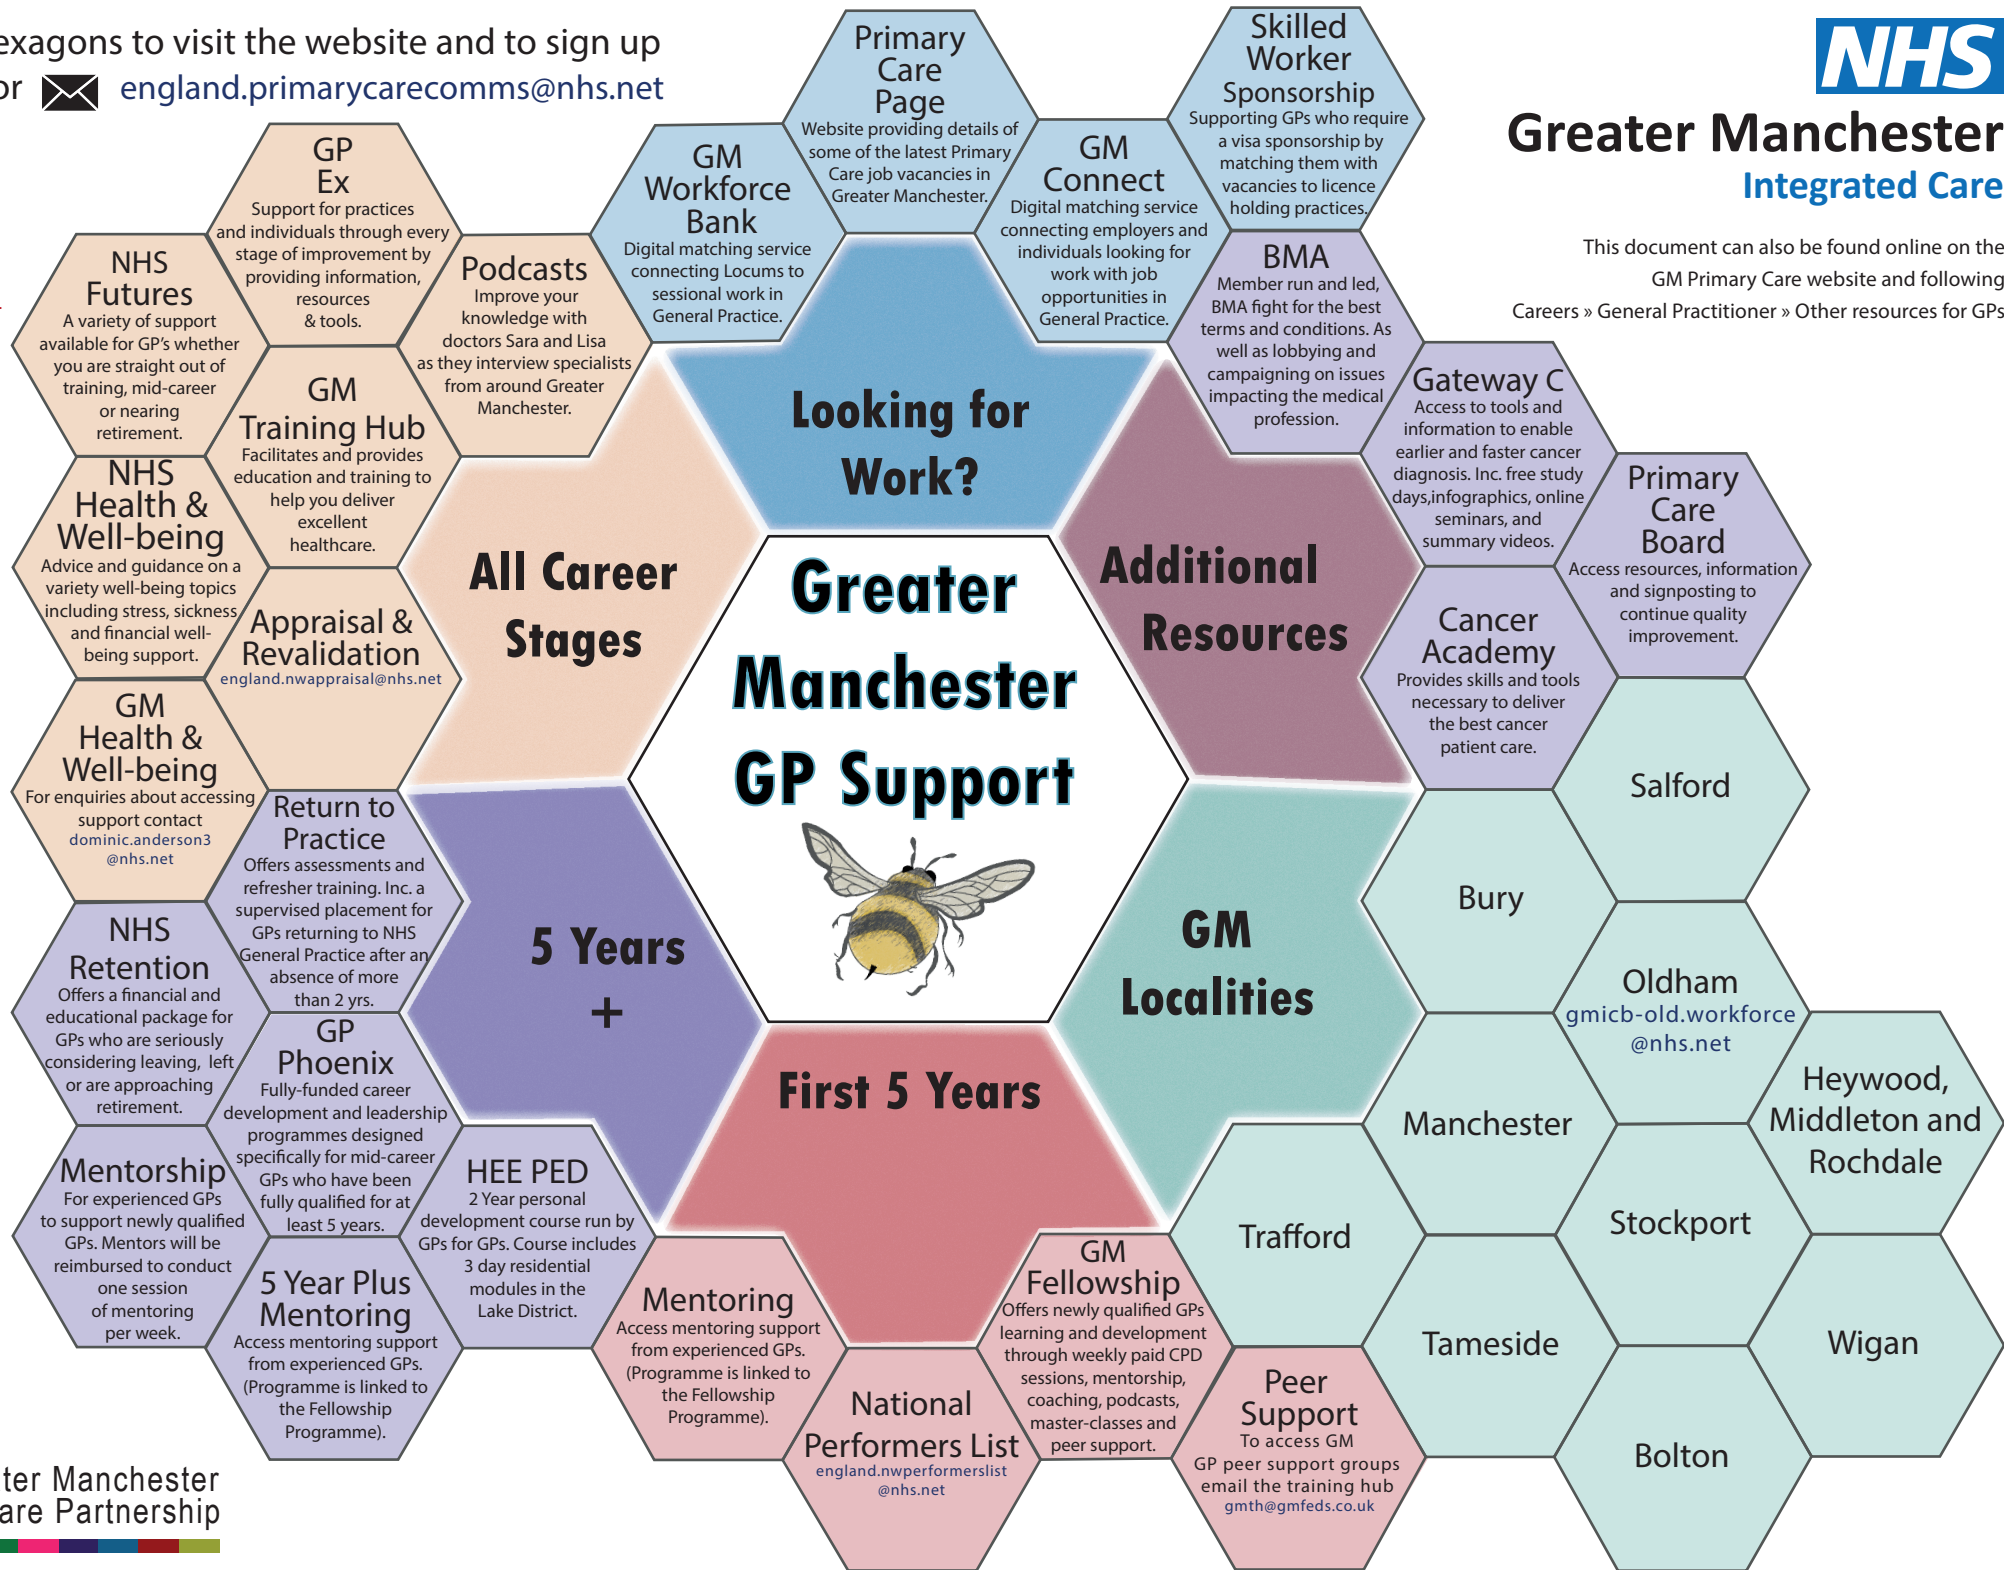 exagons to visit the website and to sign up
or england.primarycarecomms@nhs.net
NHS
Greater Manchester
Integrated Care
This document can also be found online on the
GM Primary Care website and following
Careers » General Practitioner » Other resources for GPs
Greater
Manchester
GP Support
Looking for
Work?
GM
Workforce
Bank
Digital matching service
connecting Locums to
sessional work in
General Practice.
Primary
Care
Page
Website providing details of
some of the latest Primary
Care job vacancies in
Greater Manchester.
GM
Connect
Digital matching service
connecting employers and
individuals looking for
work with job
opportunities in
General Practice.
Skilled
Worker
Sponsorship
Supporting GPs who require
a visa sponsorship by
matching them with
vacancies to licence
holding practices.
Additional
Resources
BMA
Member run and led,
BMA fight for the best
terms and conditions. As
well as lobbying and
campaigning on issues
impacting the medical
profession.
Gateway C
Access to tools and
information to enable
earlier and faster cancer
diagnosis. Inc. free study
days,infographics, online
seminars, and
summary videos.
Primary
Care
Board
Access resources, information
and signposting to
continue quality
improvement.
Cancer
Academy
Provides skills and tools
necessary to deliver
the best cancer
patient care.
GM
Localities
Salford
Bury
Oldham
gmicb-old.workforce
@nhs.net
Manchester
Heywood,
Middleton and
Rochdale
Trafford
Stockport
Tameside
Wigan
Bolton
First 5 Years
Mentoring
Access mentoring support
from experienced GPs.
(Programme is linked to
the Fellowship
Programme).
National
Performers List
england.nwperformerslist
@nhs.net
GM
Fellowship
Offers newly qualified GPs
learning and development
through weekly paid CPD
sessions, mentorship,
coaching, podcasts,
master-classes and
peer support.
Peer
Support
To access GM
GP peer support groups
email the training hub
gmth@gmfeds.co.uk
5 Years
+
Return to
Practice
Offers assessments and
refresher training. Inc. a
supervised placement for
GPs returning to NHS
General Practice after an
absence of more
than 2 yrs.
NHS
Retention
Offers a financial and
educational package for
GPs who are seriously
considering leaving, left
or are approaching
retirement.
GP
Phoenix
Fully-funded career
development and leadership
programmes designed
specifically for mid-career
GPs who have been
fully qualified for at
least 5 years.
Mentorship
For experienced GPs
to support newly qualified
GPs. Mentors will be
reimbursed to conduct
one session
of mentoring
per week.
HEE PED
2 Year personal
development course run by
GPs for GPs. Course includes
3 day residential
modules in the
Lake District.
5 Year Plus
Mentoring
Access mentoring support
from experienced GPs.
(Programme is linked to
the Fellowship
Programme).
All Career
Stages
GP
Ex
Support for practices
and individuals through every
stage of improvement by
providing information,
resources
& tools.
NHS
Futures
A variety of support
available for GP's whether
you are straight out of
training, mid-career
or nearing
retirement.
Podcasts
Improve your
knowledge with
doctors Sara and Lisa
as they interview specialists
from around Greater
Manchester.
GM
Training Hub
Facilitates and provides
education and training to
help you deliver
excellent
healthcare.
NHS
Health &
Well-being
Advice and guidance on a
variety well-being topics
including stress, sickness
and financial well-
being support.
Appraisal &
Revalidation
england.nwappraisal@nhs.net
GM
Health &
Well-being
For enquiries about accessing
support contact
dominic.anderson3
@nhs.net
ter Manchester
are Partnership